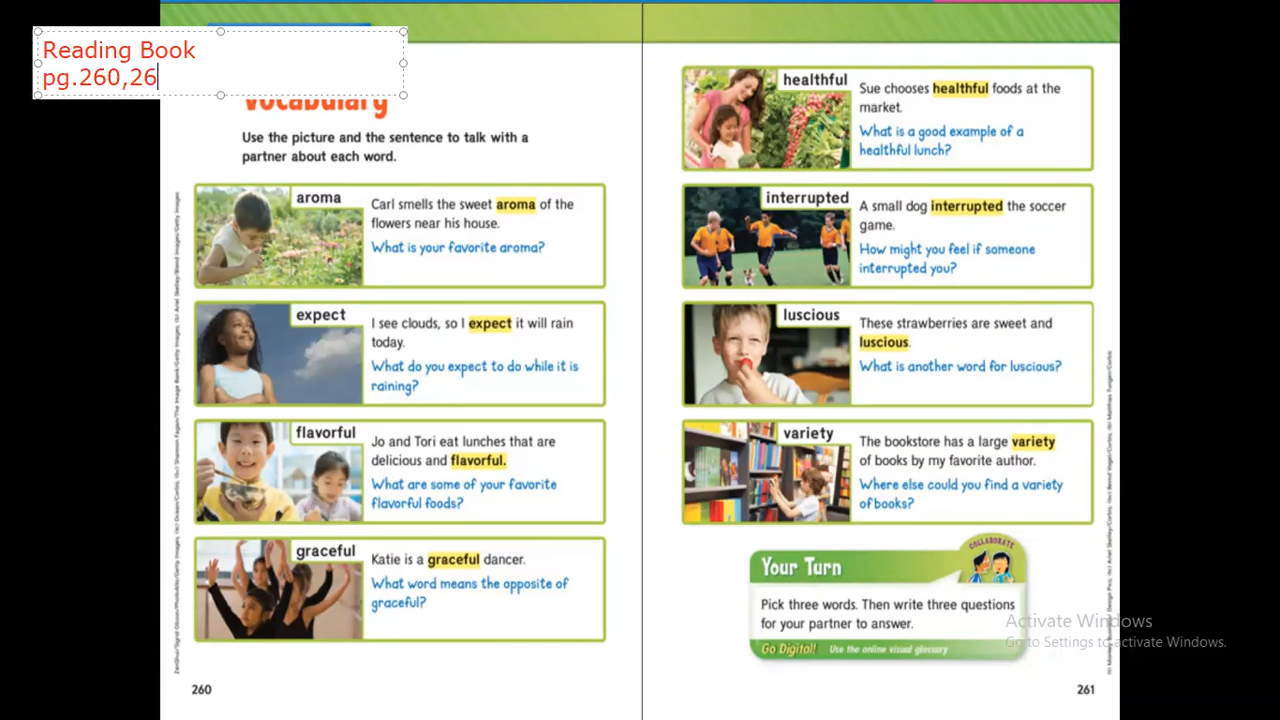 Reading Book
pg.260,26
Vocabulary
Use the picture and the sentence to talk with a
partner about each word.
aroma
Carl smells the sweet aroma of the
flowers near his house.
What is your favorite aroma?
expect
I see clouds, so I expect it will rain
today.
What do you expect to do while it is
raining?
flavorful
Jo and Tori eat lunches that are
delicious and flavorful.
What are some of your favorite
flavorful foods?
graceful
Katie is a graceful dancer.
What word means the opposite of
graceful?
260
healthful
Sue chooses healthful foods at the
market.
What is a good example of a
healthful lunch?
interrupted
A small dog interrupted the soccer
game.
How might you feel if someone
interrupted you?
luscious
These strawberries are sweet and
luscious.
What is another word for luscious?
variety
The bookstore has a large variety
of books by my favorite author.
Where else could you find a variety
of books?
COLLABORATE
Your Turn
Pick three words. Then write three questions
for your partner to answer.
Go Digital! Use the online visual glossary
261
Activate Windows
Go to Settings to activate Windows.